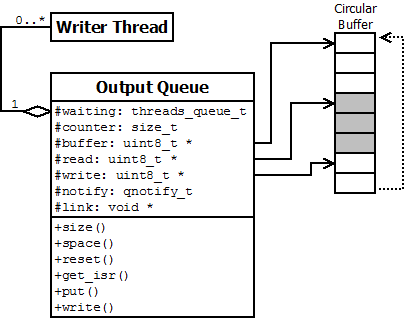 Circular
Buffer
0..*
Writer Thread
Output Queue
1
#waiting: threads_queue_t
#counter: size_t
#buffer: uint8_t *
#read: uint8_t *
#write: uint8_t *
#notify: qnotify_t
#link: void *
+size()
+space()
+reset()
+get_isr()
+put()
+write()